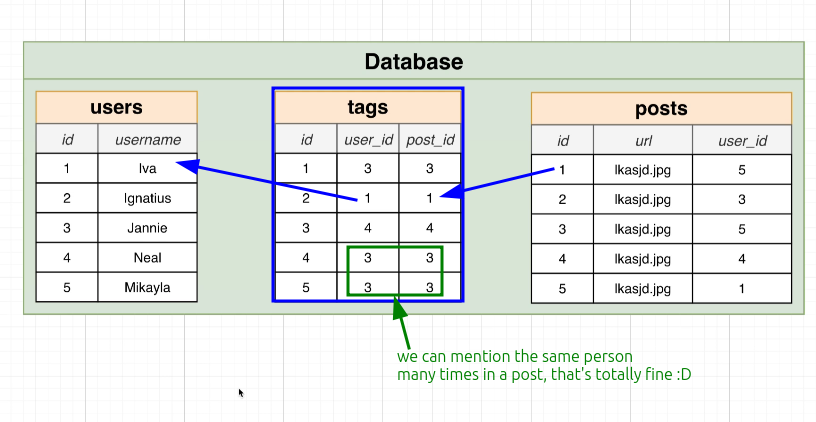 Database
users
id username
1 Iva
2 Ignatius
3 Jannie
4 Neal
5 Mikayla
tags
id user_id post_id
1 3 3
2 1 1
3 4 4
4 3 3
5 3 3
posts
id url user_id
1 lkasjd.jpg 5
2 lkasjd.jpg 3
3 lkasjd.jpg 5
4 lkasjd.jpg 4
5 lkasjd.jpg 1
we can mention the same person
many times in a post, that's totally fine :D